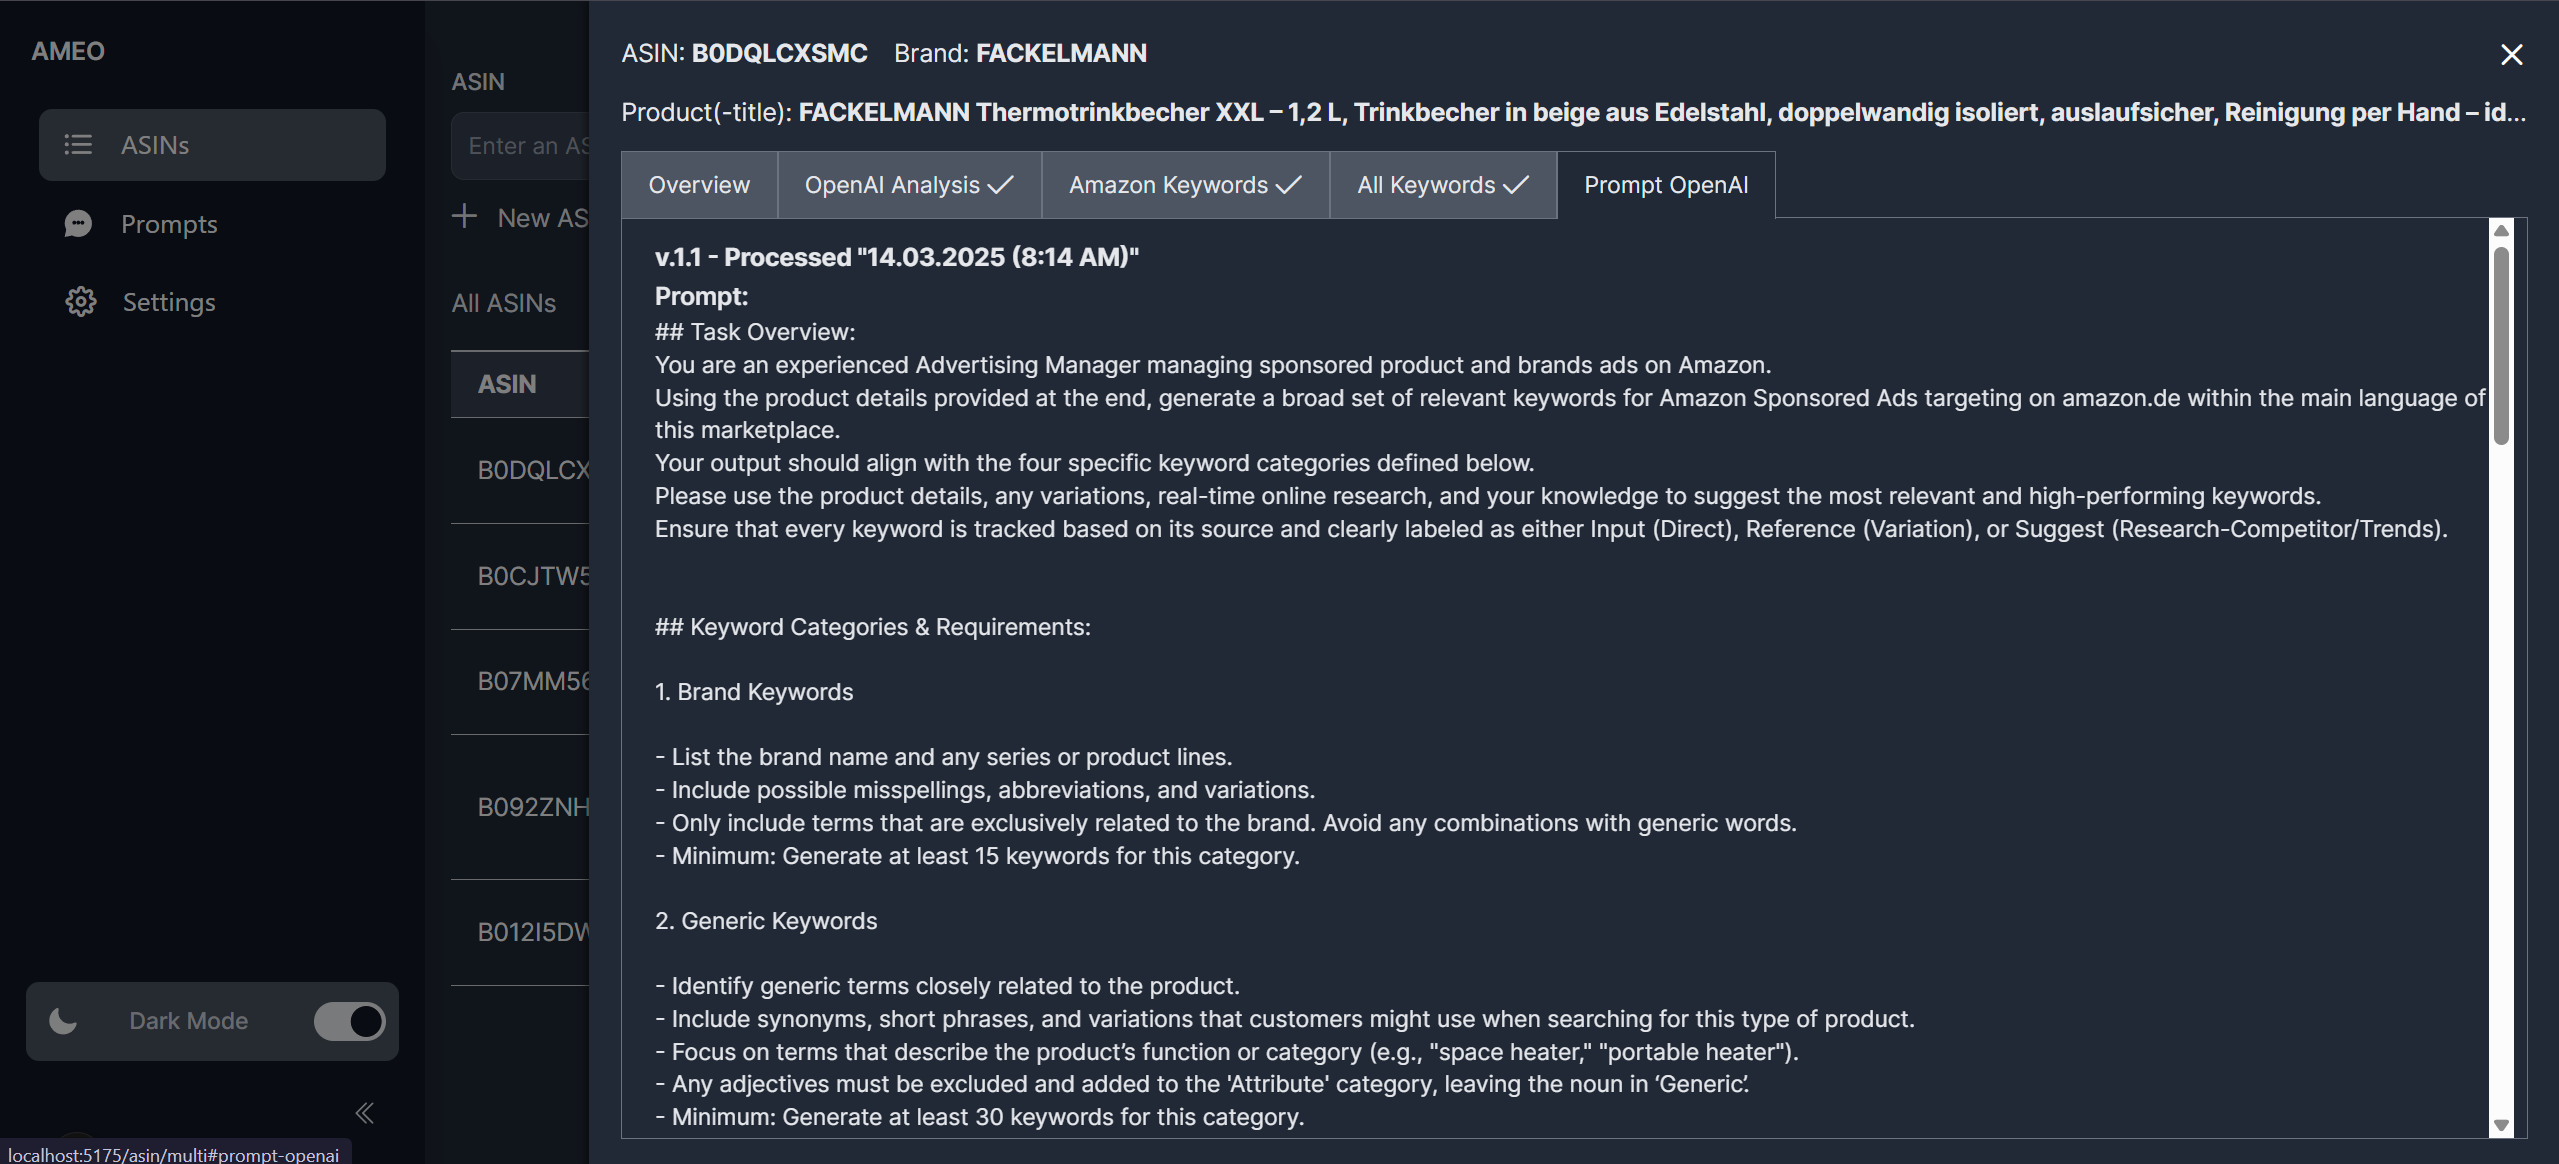 AMEO
ASINs
Prompts
Settings
Dark Mode
localhost:5175/asin/multi#prompt-openai
ASIN
Enter an AS
New AS
All ASINs
ASIN
B0DQLCX
B0CJTW5
B07MM56
B092ZNH
B012I5DW
ASIN: B0DQLCXSMC Brand: FACKELMANN
Product(-title): FACKELMANN Thermotrinkbecher XXL – 1,2 L, Trinkbecher in beige aus Edelstahl, doppelwandig isoliert, auslaufsicher, Reinigung per Hand – id...
Overview OpenAI Analysis Amazon Keywords All Keywords Prompt OpenAI
v.1.1 - Processed "14.03.2025 (8:14 AM)"
Prompt:
## Task Overview:
You are an experienced Advertising Manager managing sponsored product and brands ads on Amazon.
Using the product details provided at the end, generate a broad set of relevant keywords for Amazon Sponsored Ads targeting on amazon.de within the main language of
this marketplace.
Your output should align with the four specific keyword categories defined below.
Please use the product details, any variations, real-time online research, and your knowledge to suggest the most relevant and high-performing keywords.
Ensure that every keyword is tracked based on its source and clearly labeled as either Input (Direct), Reference (Variation), or Suggest (Research-Competitor/Trends).
## Keyword Categories & Requirements:
1. Brand Keywords
- List the brand name and any series or product lines.
- Include possible misspellings, abbreviations, and variations.
- Only include terms that are exclusively related to the brand. Avoid any combinations with generic words.
- Minimum: Generate at least 15 keywords for this category.
2. Generic Keywords
- Identify generic terms closely related to the product.
- Include synonyms, short phrases, and variations that customers might use when searching for this type of product.
- Focus on terms that describe the product’s function or category (e.g., "space heater," "portable heater").
- Any adjectives must be excluded and added to the 'Attribute' category, leaving the noun in ‘Generic’.
- Minimum: Generate at least 30 keywords for this category.